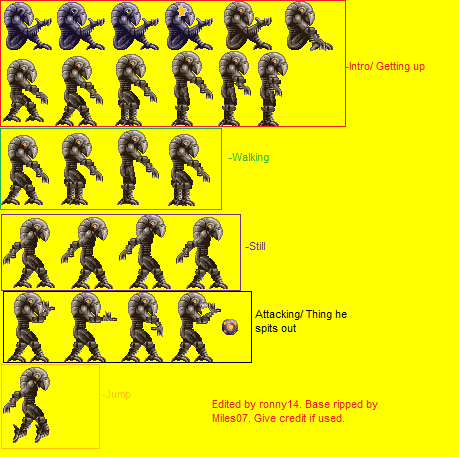 -Intro/ Getting up
-Walking
-Still
Attacking/ Thing he
spits out
-Jump
Edited by ronny14. Base ripped by
Miles07. Give credit if used.